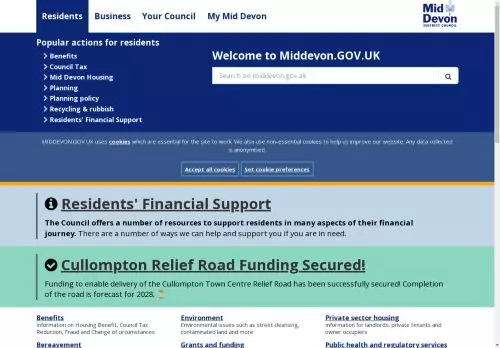 Residents Business Your Council My Mid Devon
Mid
Devon
DISTRICT COUNCIL
Popular actions for residents
Benefits
Council Tax
Mid Devon Housing
Planning
Planning policy
Recycling & rubbish
Residents' Financial Support
Welcome to Middevon.GOV.UK
Search on middevon.gov.uk
MIDDEVON.GOV.UK uses cookies which are essential for the site to work. We also use non-essential cookies to help us improve our website. Any data collected
is anonymised.
Accept all cookies Set cookie preferences
Residents' Financial Support
The Council offers a number of resources to support residents in many aspects of their financial
journey. There are a number of ways we can help and support you if you are in need.
Cullompton Relief Road Funding Secured!
Funding to enable delivery of the Cullompton Town Centre Relief Road has been successfully secured! Completion
of the road is forecast for 2028. ⏳
Benefits Environment Private sector housing
Information on Housing Benefit, Council Tax Environmental issues such as street cleansing, Information for landlords, private tenants and
Reduction, Fraud and Change of circumstances contaminated land and more owner occupiers
Bereavement Grants and funding Public health and regulatory services